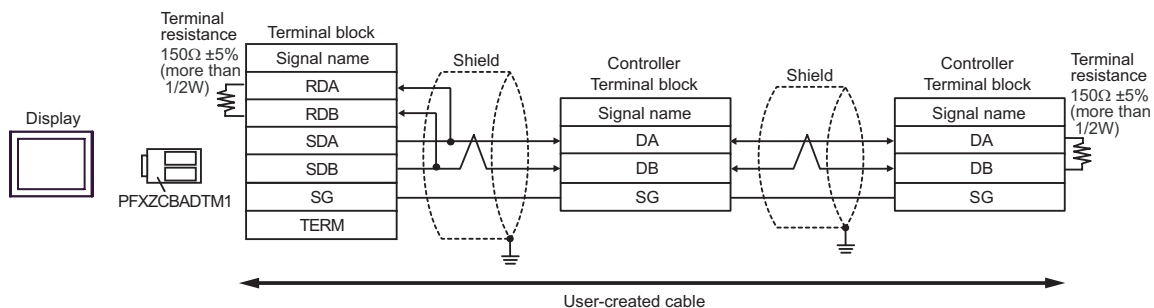 Terminal
resistance
150Ω ±5%
(more than
1/2W)
Terminal block
Signal name
RDA
RDB
SDA
SDB
SG
TERM
Display
PFXZCBADTM1
Shield
Controller
Terminal block
Signal name
DA
DB
SG
Shield
Controller
Terminal block
Signal name
DA
DB
SG
Terminal
resistance
150Ω ±5%
(more than
1/2W)
User-created cable